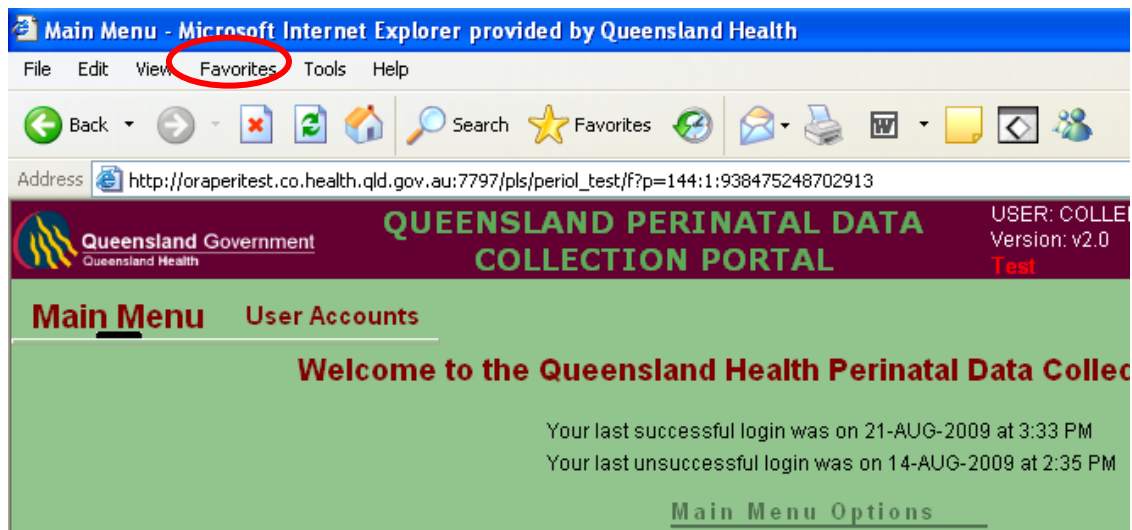 Main Menu - Microsoft Internet Explorer provided by Queensland Health
File Edit View Favorites Tools Help
Back Search Favorites
Address http://oraperitest.co.health.qld.gov.au:7797/pls/periol_test/f?p=144:1:938475248702913
Queensland Government
Queensland Health
QUEENSLAND PERINATAL DATA
COLLECTION PORTAL
USER: COLLE
Version: v2.0
Test
Main Menu User Accounts
Welcome to the Queensland Health Perinatal Data Collec
Your last successful login was on 21-AUG-2009 at 3:33 PM
Your last unsuccessful login was on 14-AUG-2009 at 2:35 PM
Main Menu Options